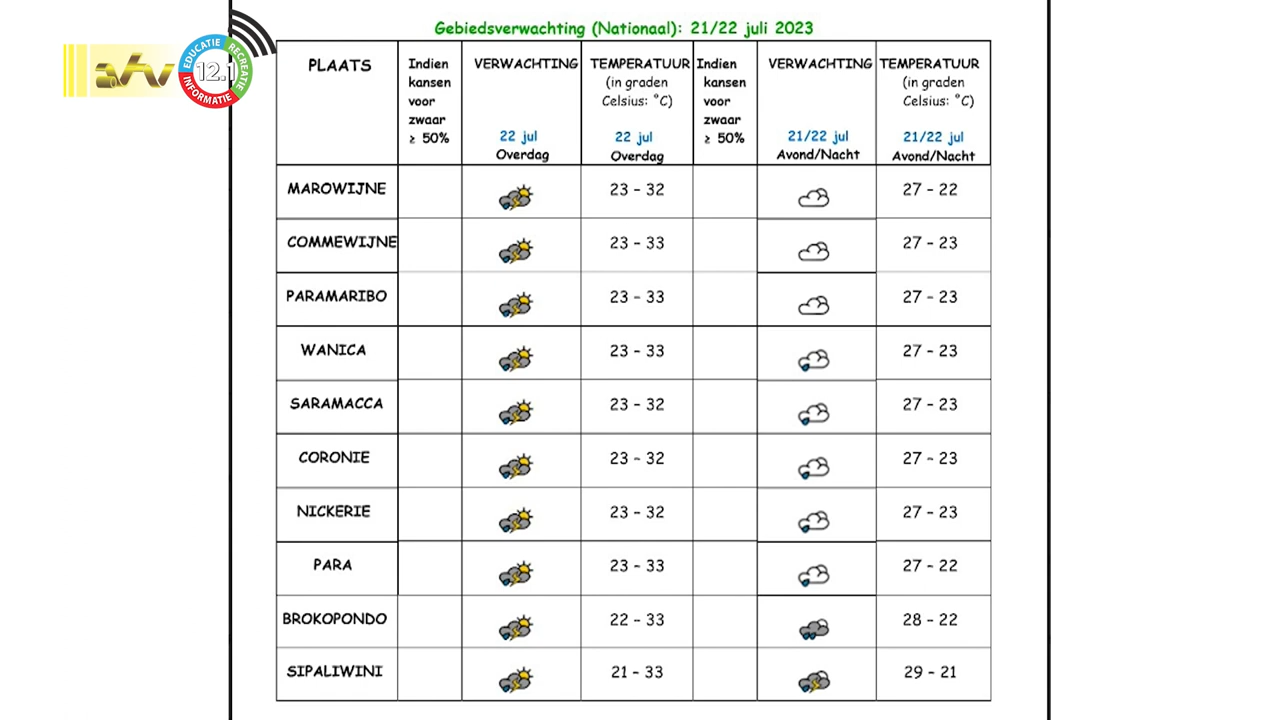 Gebiedsverwachting (Nationaal): 21/22 juli 2023
atv
EDUCATIE
RECREATIE
INFORMATIE
12.1
PLAATS
Indien kansen voor zwaar ≥ 50%
VERWACHTING
22 jul
Overdag
TEMPERATUUR
(in graden
Celsius: °C)
22 jul
Overdag
Indien kansen voor zwaar ≥ 50%
VERWACHTING
21/22 jul
Avond/Nacht
TEMPERATUUR
(in graden
Celsius: °C)
21/22 jul
Avond/Nacht
MAROWIJNE 23 - 32 27 - 22
COMMEWIJNE 23 - 33 27 - 23
PARAMARIBO 23 - 33 27 - 23
WANICA 23 - 33 27 - 23
SARAMACCA 23 - 32 27 - 23
CORONIE 23 - 32 27 - 23
NICKERIE 23 - 32 27 - 23
PARA 23 - 33 27 - 22
BROKOPONDO 22 - 33 28 - 22
SIPALIWINI 21 - 33 29 - 21